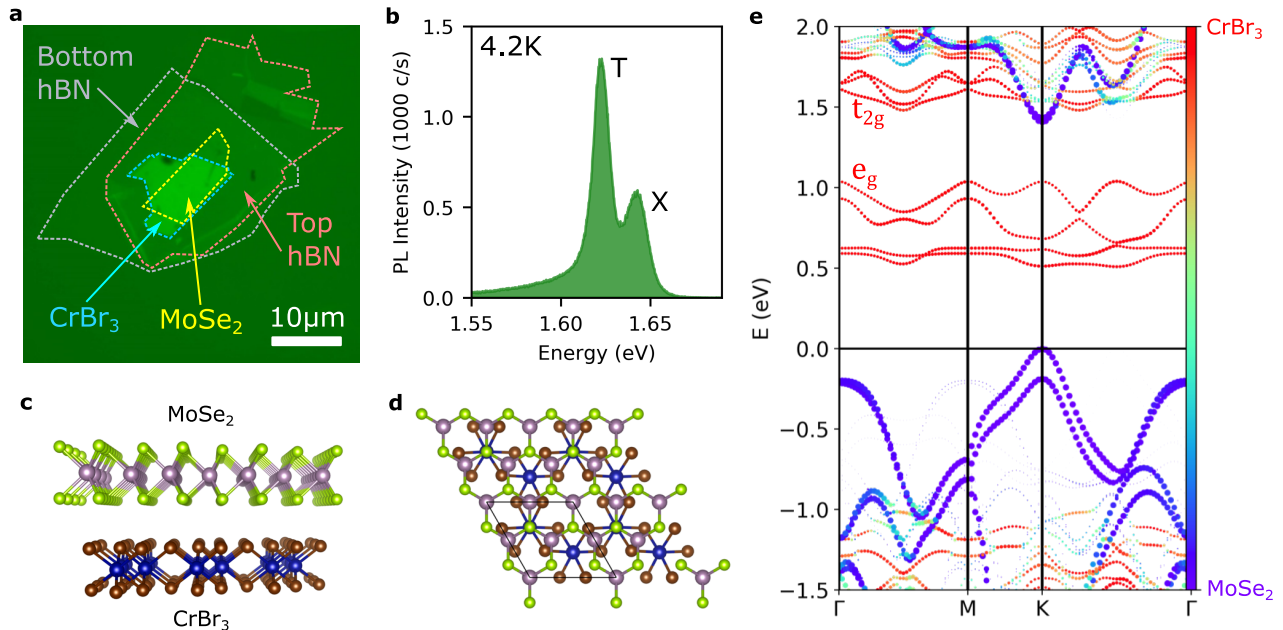 a
Bottom
hBN
Top
hBN
CrBr3
MoSe2
10μm
b
4.2K
T
X
PL Intensity (1000 c/s)
1.5
1.0
0.5
0.0
1.55
1.60
1.65
Energy (eV)
c
MoSe2
CrBr3
d
e
E (eV)
2.0
1.5
1.0
0.5
0.0
−0.5
−1.0
−1.5
t2g
eg
Γ
M
K
Γ
CrBr3
MoSe2